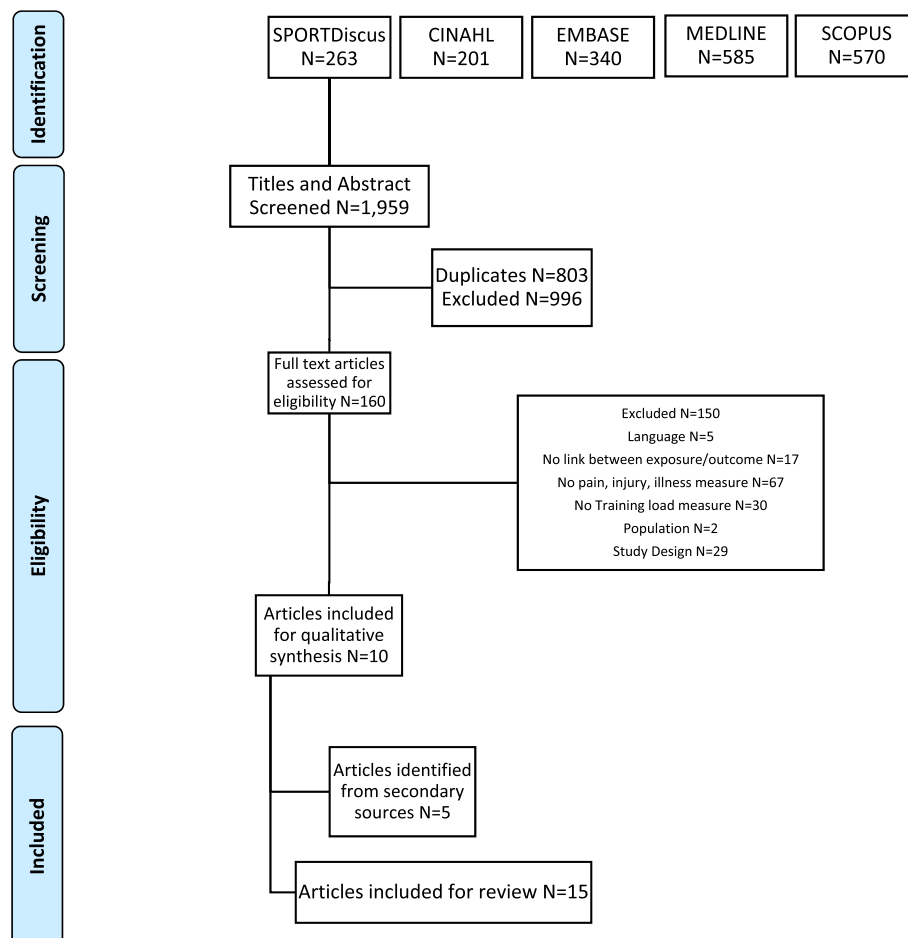 Identification
SPORTDiscus
N=263
CINAHL
N=201
EMBASE
N=340
MEDLINE
N=585
SCOPUS
N=570
Screening
Titles and Abstract
Screened N=1,959
Duplicates N=803
Excluded N=996
Eligibility
Full text articles
assessed for
eligibility N=160
Excluded N=150
Language N=5
No link between exposure/outcome N=17
No pain, injury, illness measure N=67
No Training load measure N=30
Population N=2
Study Design N=29
Articles included
for qualitative
synthesis N=10
Included
Articles identified
from secondary
sources N=5
Articles included for review N=15